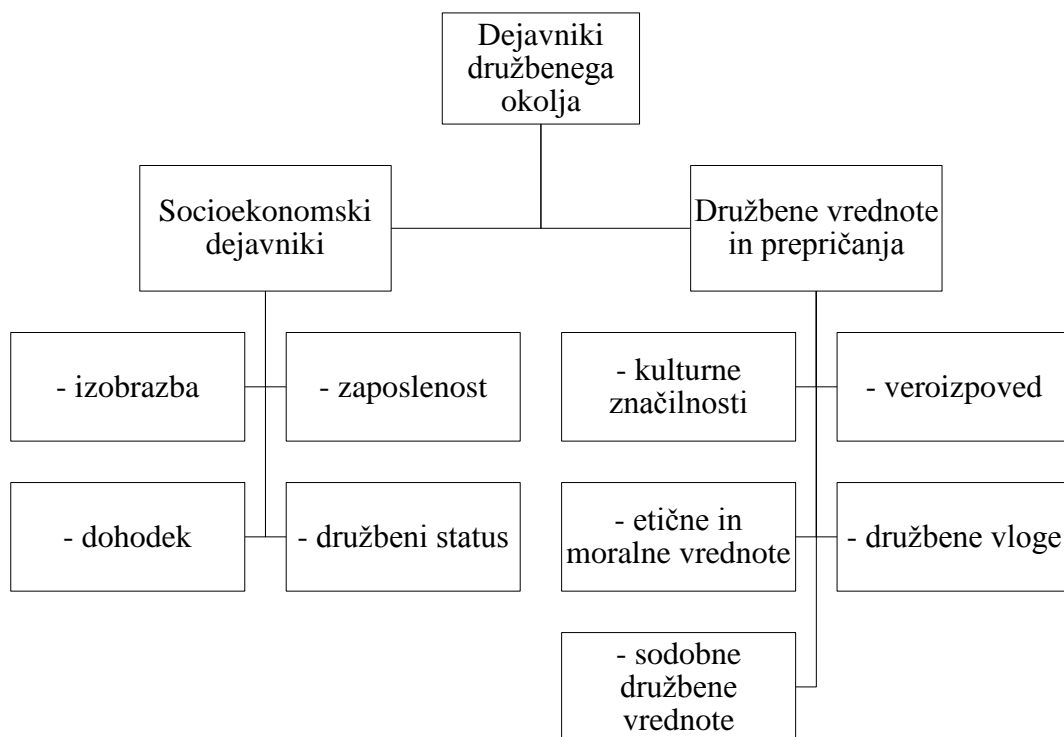 Dejavniki
družbenega
okolja
Socioekonomski
dejavniki
Družbene vrednote
in prepričanja
- izobrazba
- zaposlenost
- kulturne
značilnosti
- veroizpoved
- dohodek
- družbeni status
- etične in
moralne vrednote
- družbene vloge
- sodobne
družbene
vrednote